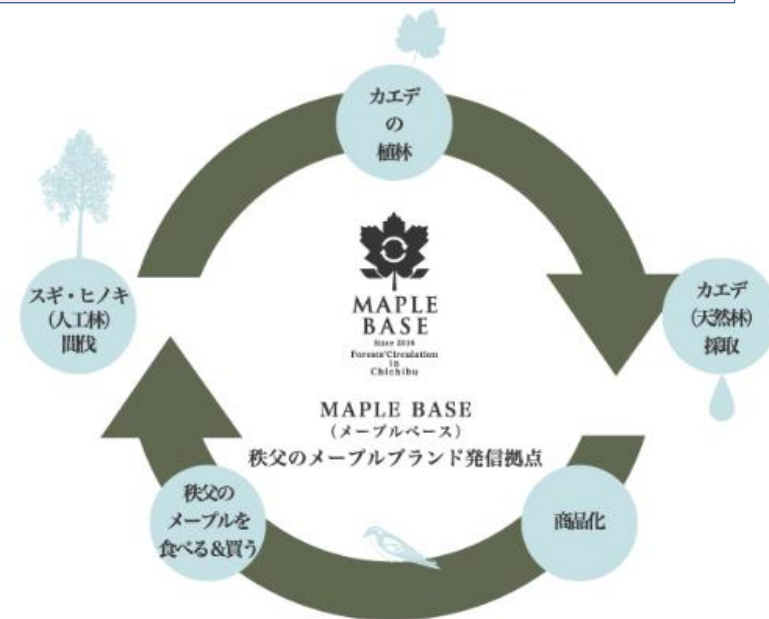 カエデ
の
植林
スギ・ヒノキ
(人工林)
間伐
カエデ
(天然林)
採取
MAPLE
BASE
Since 2016
Forests'Circulation
in
Chichibu
MAPLE BASE
(メープルベース)
秩父のメープルブランド発信拠点
秩父の
メープルを
食べる&買う
商品化